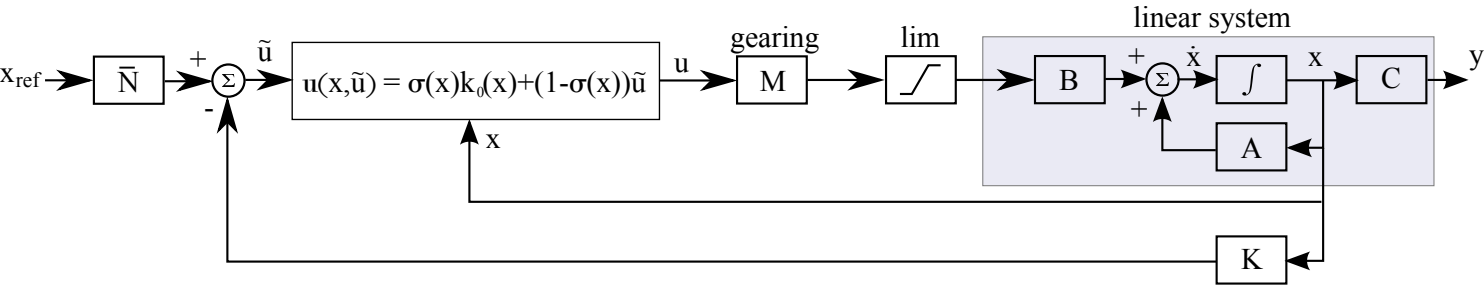 linear system
gearing
lim
x_ref
N̄
+
-
Σ
ũ
u(x,ũ) = σ(x)k₀(x)+(1-σ(x))ũ
u
M
B
+
+
Σ
ẋ
∫
x
C
y
x
A
K